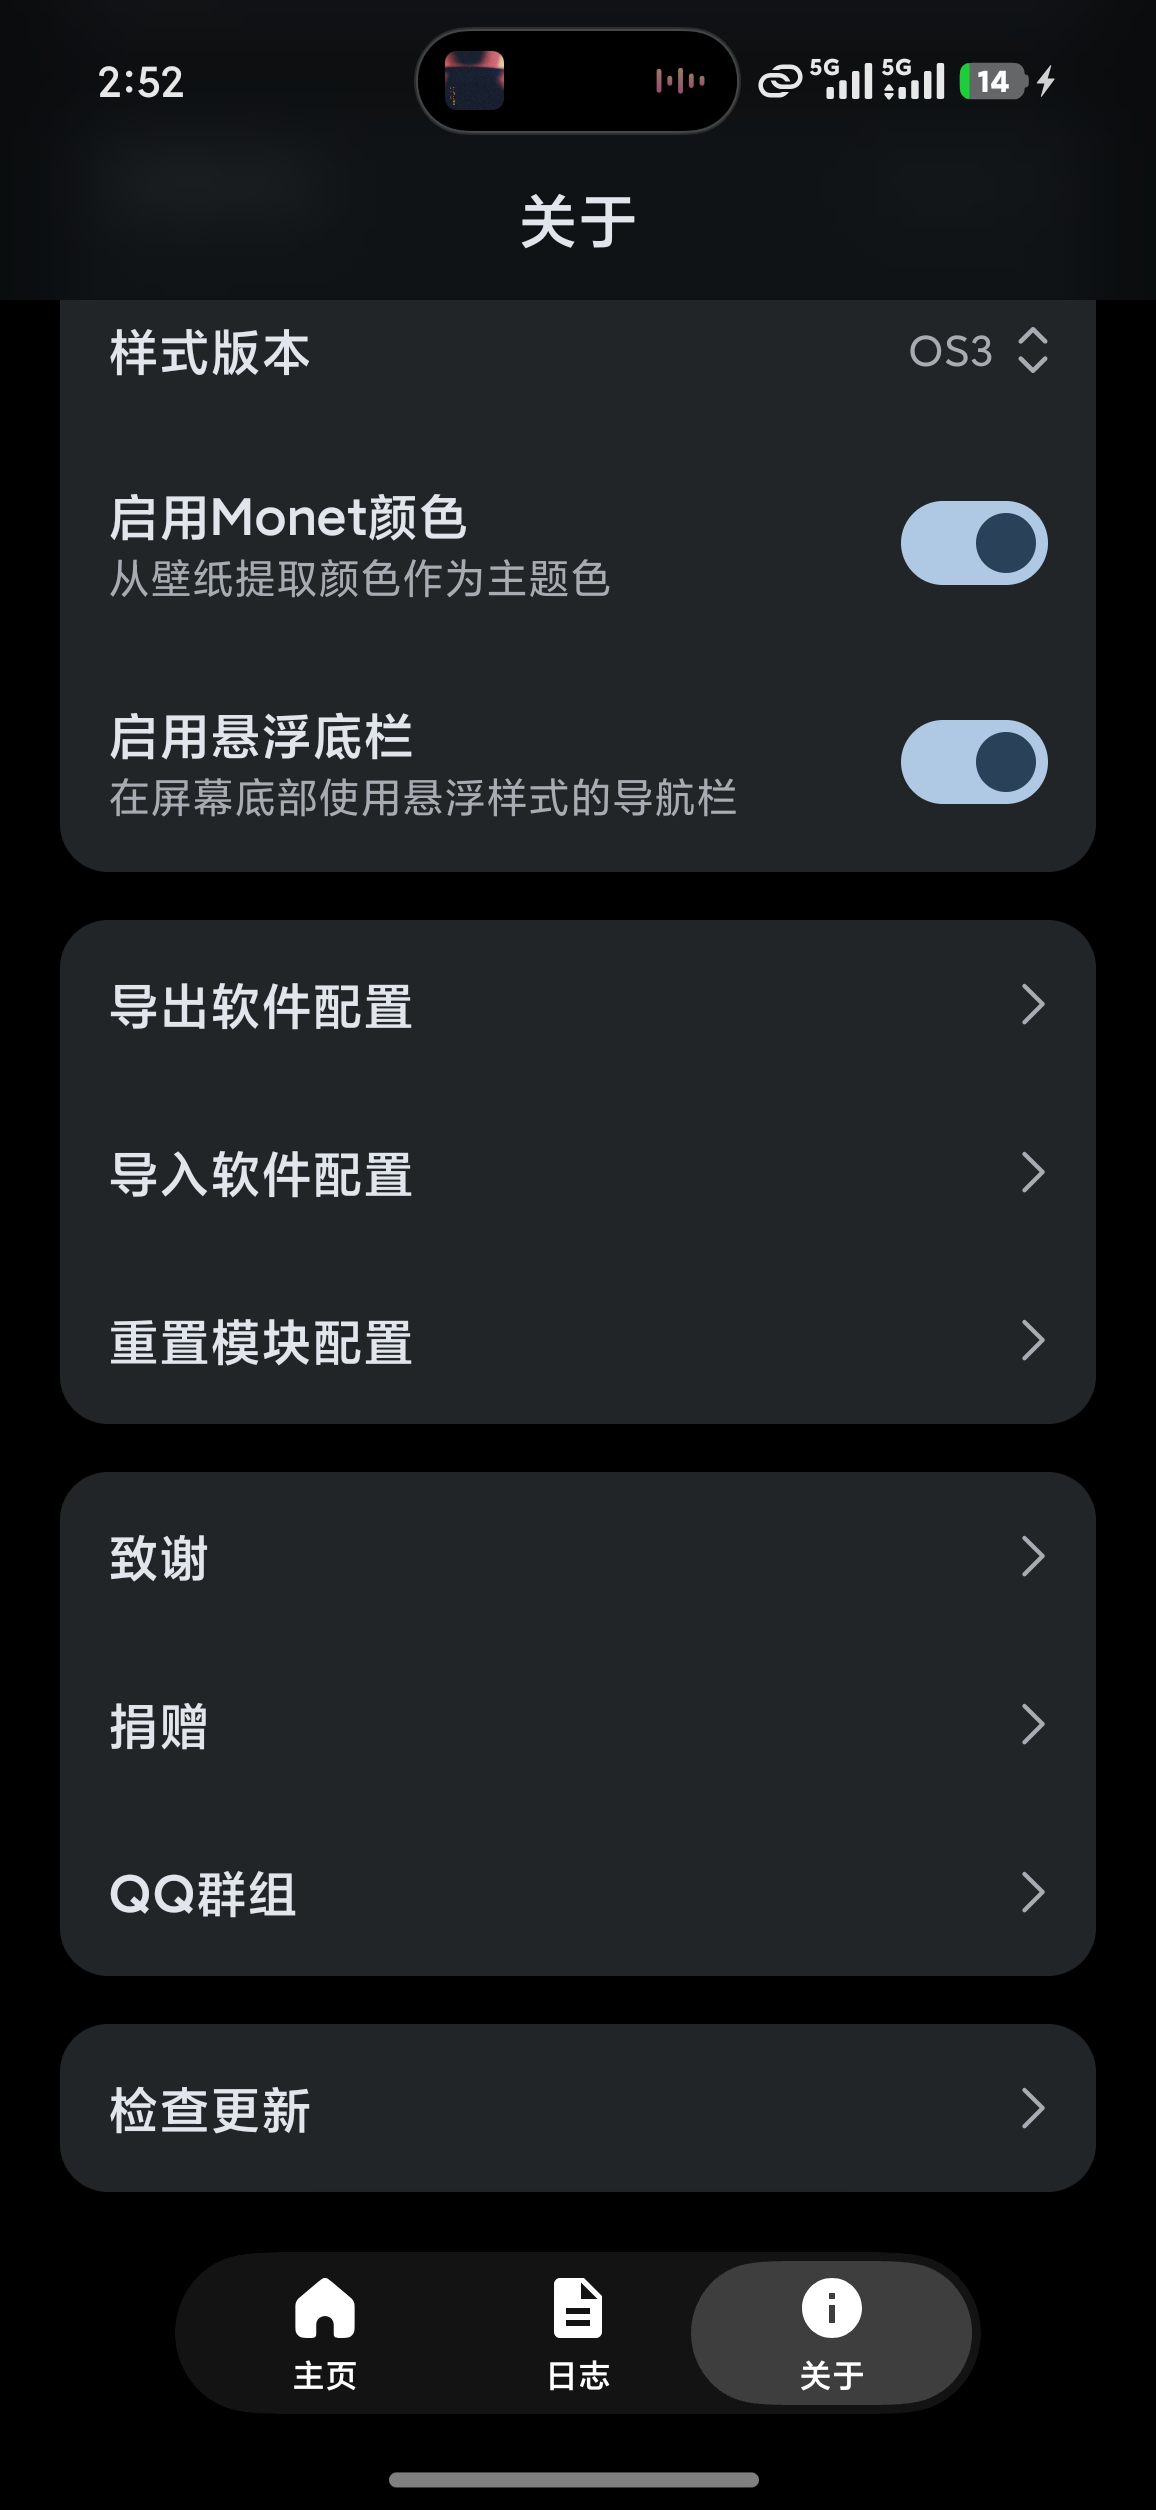 2:52
5G 5G 14
关于
样式版本 OS3
启用Monet颜色
从壁纸提取颜色作为主题色
启用悬浮底栏
在屏幕底部使用悬浮样式的导航栏
导出软件配置
导入软件配置
重置模块配置
致谢
捐赠
QQ群组
检查更新
主页 日志 关于